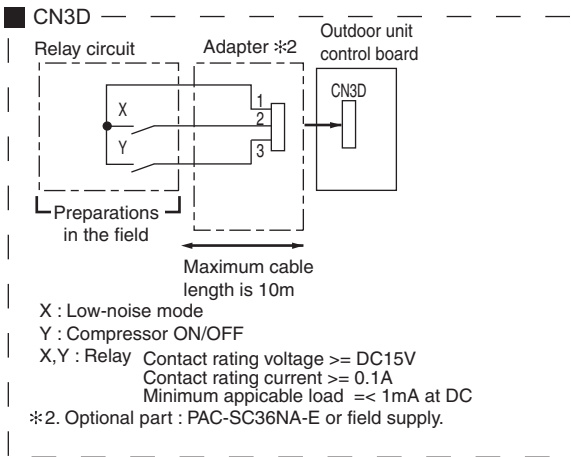 ■ CN3D
Relay circuit
Adapter ✻2
Outdoor unit
control board
CN3D
X
Y
1
2
3
Preparations
in the field
Maximum cable
length is 10m
X : Low-noise mode
Y : Compressor ON/OFF
X,Y : Relay Contact rating voltage >= DC15V
Contact rating current >= 0.1A
Minimum appicable load =< 1mA at DC
✻2. Optional part : PAC-SC36NA-E or field supply.